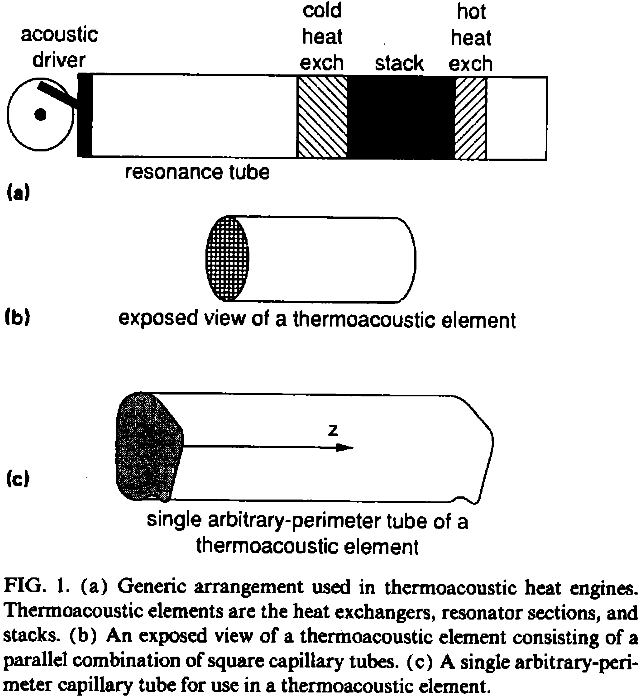 cold
hot
acoustic
heat
heat
driver
exch
stack
exch
resonance tube
(a)
(b)
exposed view of a thermoacoustic element
z
(c)
single arbitrary-perimeter tube of a
thermoacoustic element
FIG. 1. (a) Generic arrangement used in thermoacoustic heat engines.
Thermoacoustic elements are the heat exchangers, resonator sections, and
stacks. (b) An exposed view of a thermoacoustic element consisting of a
parallel combination of square capillary tubes. (c) A single arbitrary-peri-
meter capillary tube for use in a thermoacoustic element.